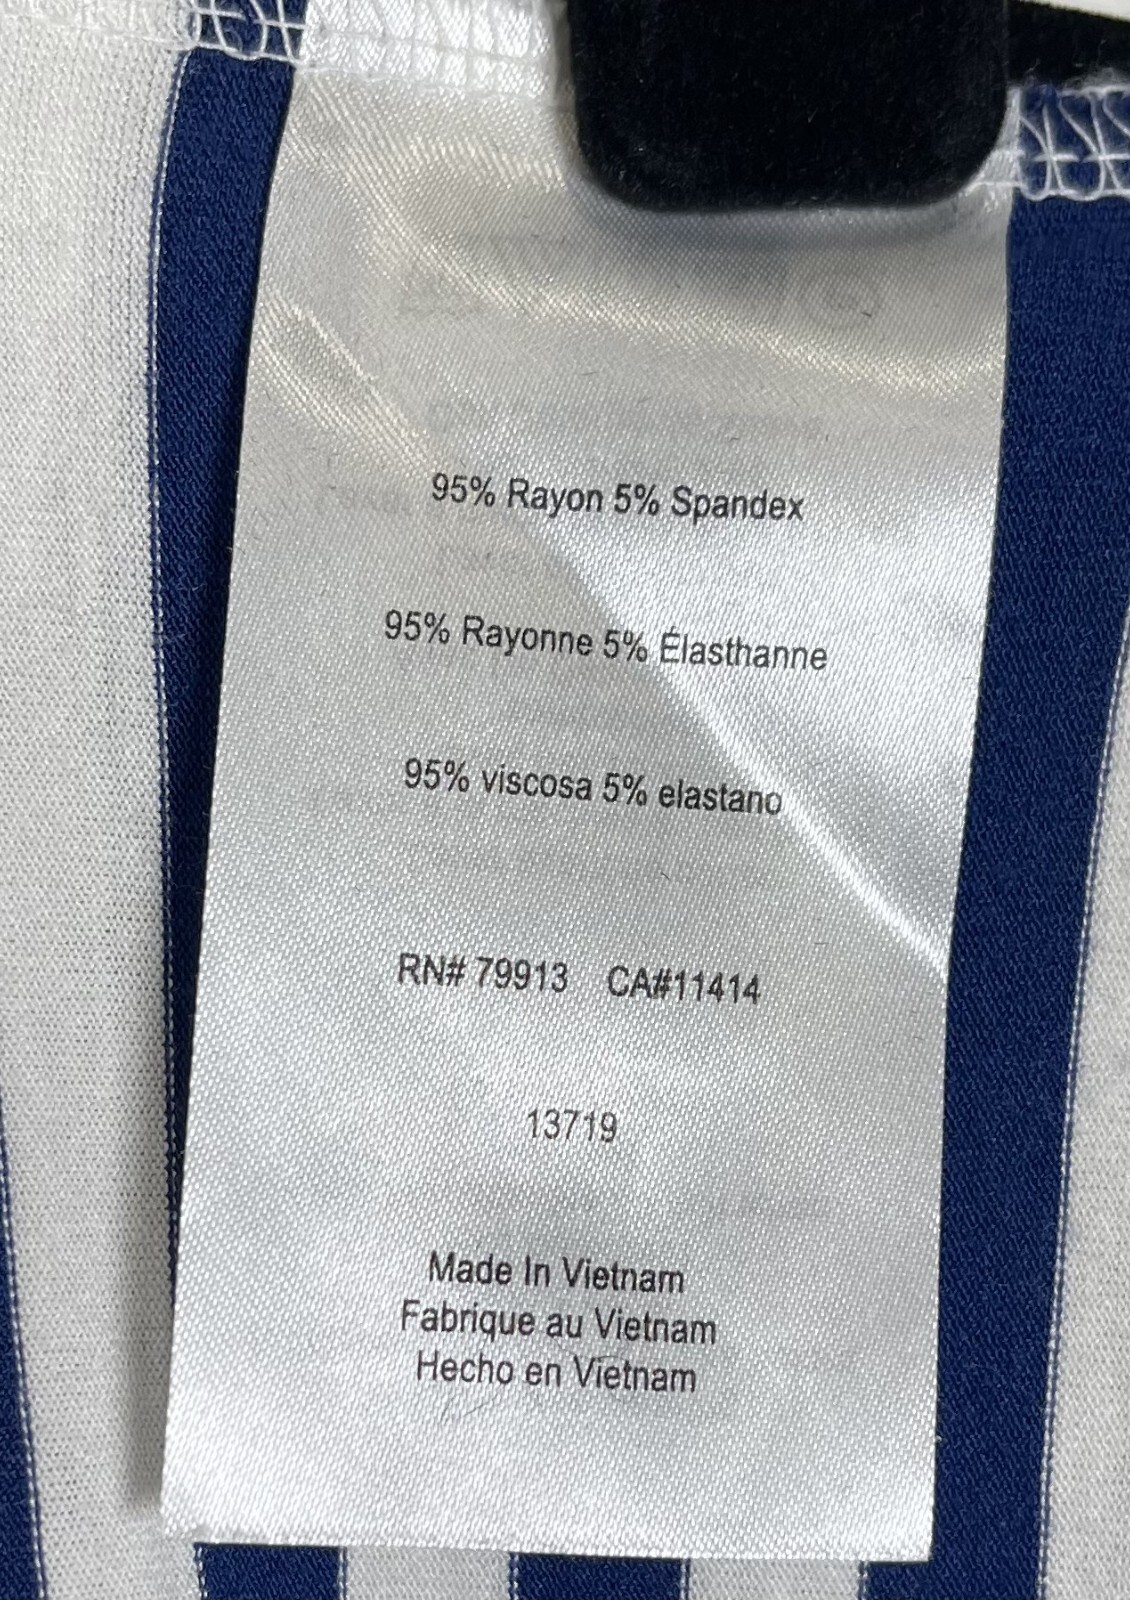 95% Rayon 5% Spandex
95% Rayonne 5% Élasthanne
95% viscosa 5% elastano
RN# 79913 CA#11414
13719
Made In Vietnam
Fabrique au Vietnam
Hecho en Vietnam